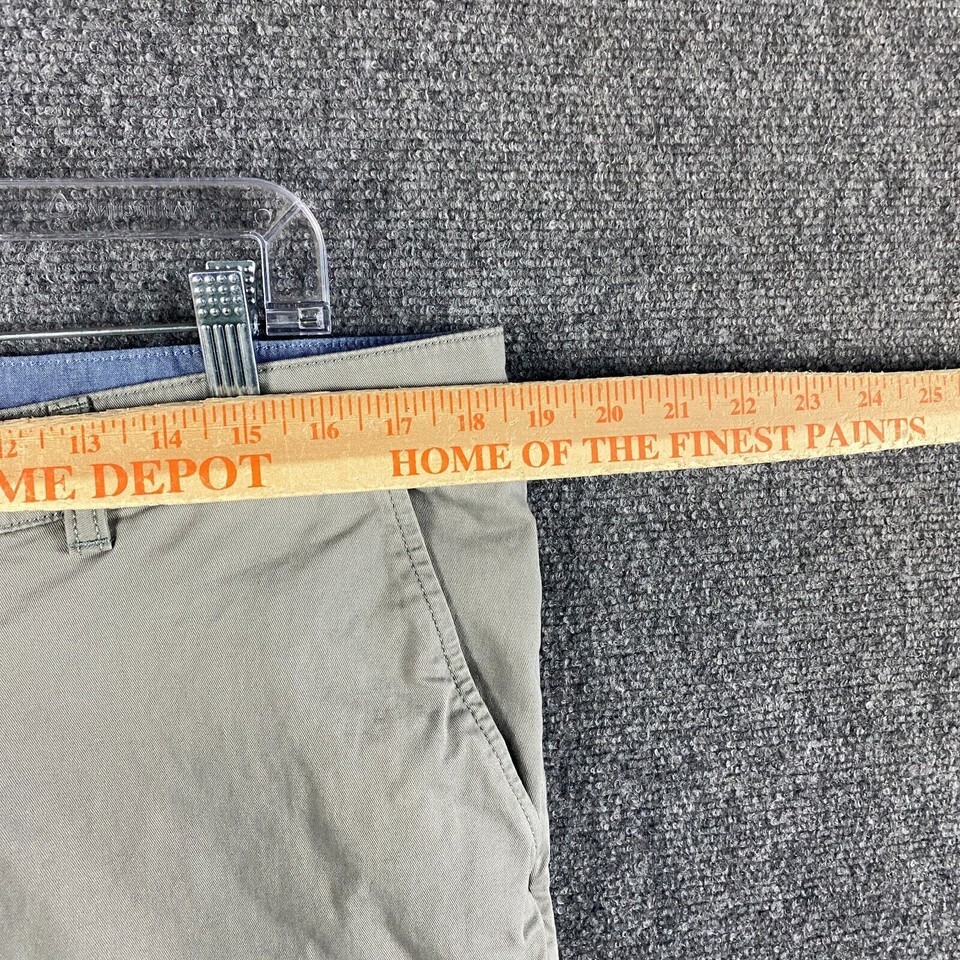 12 13 14 15 16 17 18 19 20 21 22 23 24 25
ME DEPOT HOME OF THE FINEST PAINTS